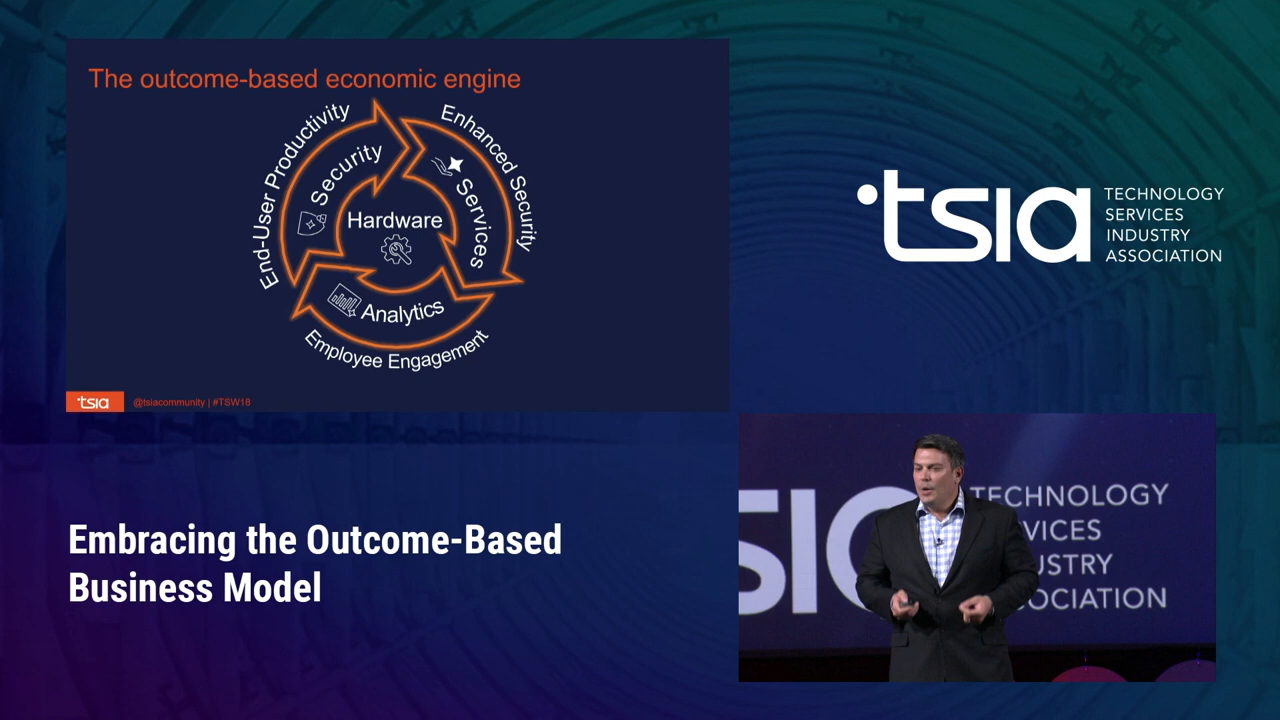 The outcome-based economic engine
End-User Productivity
Enhanced Security
Security
Services
Hardware
Analytics
Employee Engagement
tsia
@tsiacommunity | #TSW18
tsia
TECHNOLOGY
SERVICES
INDUSTRY
ASSOCIATION
Embracing the Outcome-Based
Business Model
TECHNOLOGY
VICES
USTRY
OCIATION